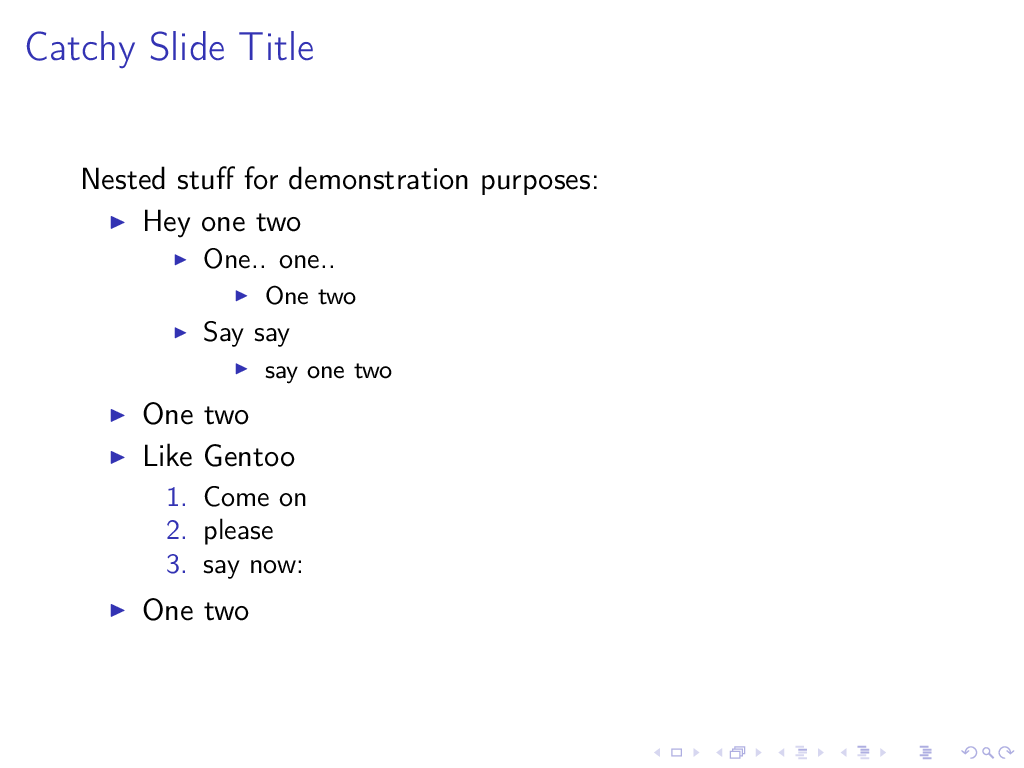 Catchy Slide Title
Nested stuff for demonstration purposes:
Hey one two
One.. one..
One two
Say say
say one two
One two
Like Gentoo
1. Come on
2. please
3. say now:
One two